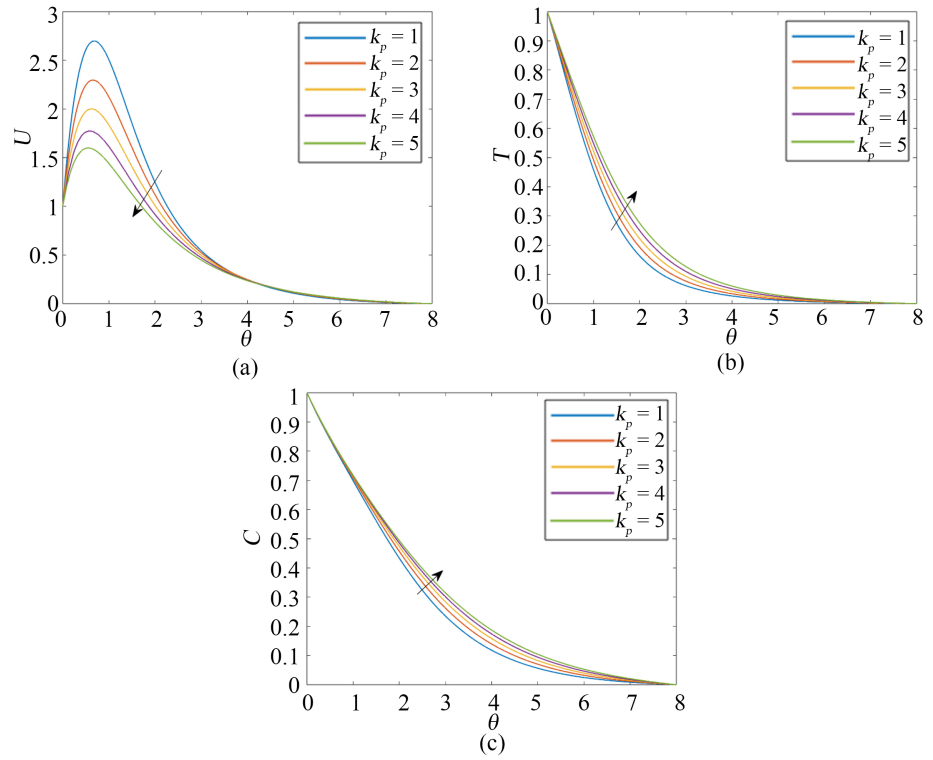 3
2.5
2
1.5
1
0.5
0
U
0 1 2 3 4 5 6 7 8
θ
(a)
k_p = 1
k_p = 2
k_p = 3
k_p = 4
k_p = 5
1
0.9
0.8
0.7
0.6
0.5
0.4
0.3
0.2
0.1
0
T
0 1 2 3 4 5 6 7 8
θ
(b)
k_p = 1
k_p = 2
k_p = 3
k_p = 4
k_p = 5
1
0.9
0.8
0.7
0.6
0.5
0.4
0.3
0.2
0.1
0
C
0 1 2 3 4 5 6 7 8
θ
(c)
k_p = 1
k_p = 2
k_p = 3
k_p = 4
k_p = 5